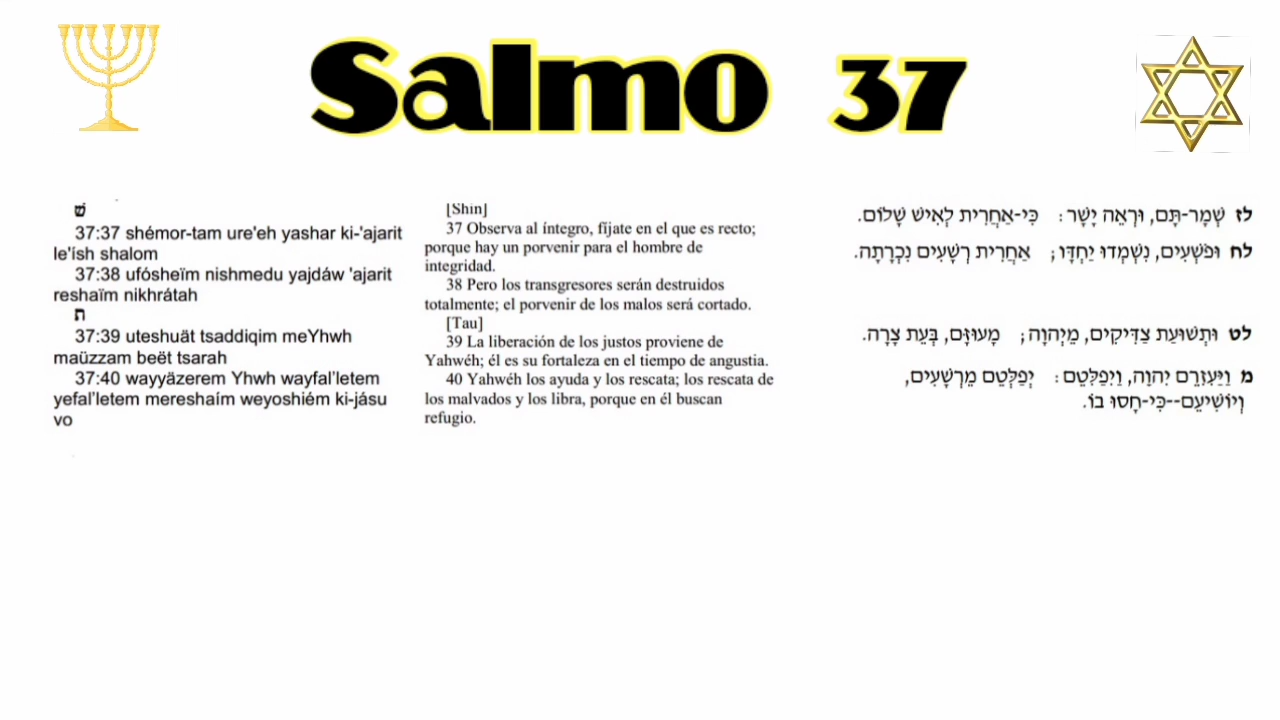 Salmo 37
שׁ
37:37 shémor-tam ure'eh yashar ki-'ajarit
le'ísh shalom
37:38 ufósheïm nishmedu yajdáw 'ajarit
reshaïm nikhrátah
ת
37:39 uteshuät tsaddiqim meYhwh
maüzzam beët tsarah
37:40 wayyäzerem Yhwh wayfal'letem
yefal'letem mereshaím weyoshiém ki-jásu
vo
[Shin]
37 Observa al íntegro, fíjate en el que es recto;
porque hay un porvenir para el hombre de
integridad.
38 Pero los transgresores serán destruidos
totalmente; el porvenir de los malos será cortado.
[Tau]
39 La liberación de los justos proviene de
Yahwéh; él es su fortaleza en el tiempo de angustia.
40 Yahwéh los ayuda y los rescata; los rescata de
los malvados y los libra, porque en él buscan
refugio.
לז שְׁמָר-תָּם, וּרְאֵה יָשָׁר: כִּי-אַחֲרִית לְאִישׁ שָׁלוֹם.
לח וּפֹשְׁעִים, נִשְׁמְדוּ יַחְדָּו; אַחֲרִית רְשָׁעִים נִכְרָתָה.
לט וּתְשׁוּעַת צַדִּיקִים, מֵיְהוָה; מָעוּזָּם, בְּעֵת צָרָה.
מ וַיַּעְזְרֵם יְהוָה, וַיְפַלְּטֵם: יְפַלְּטֵם מֵרְשָׁעִים,
וְיוֹשִׁיעֵם--כִּי-חָסוּ בוֹ.